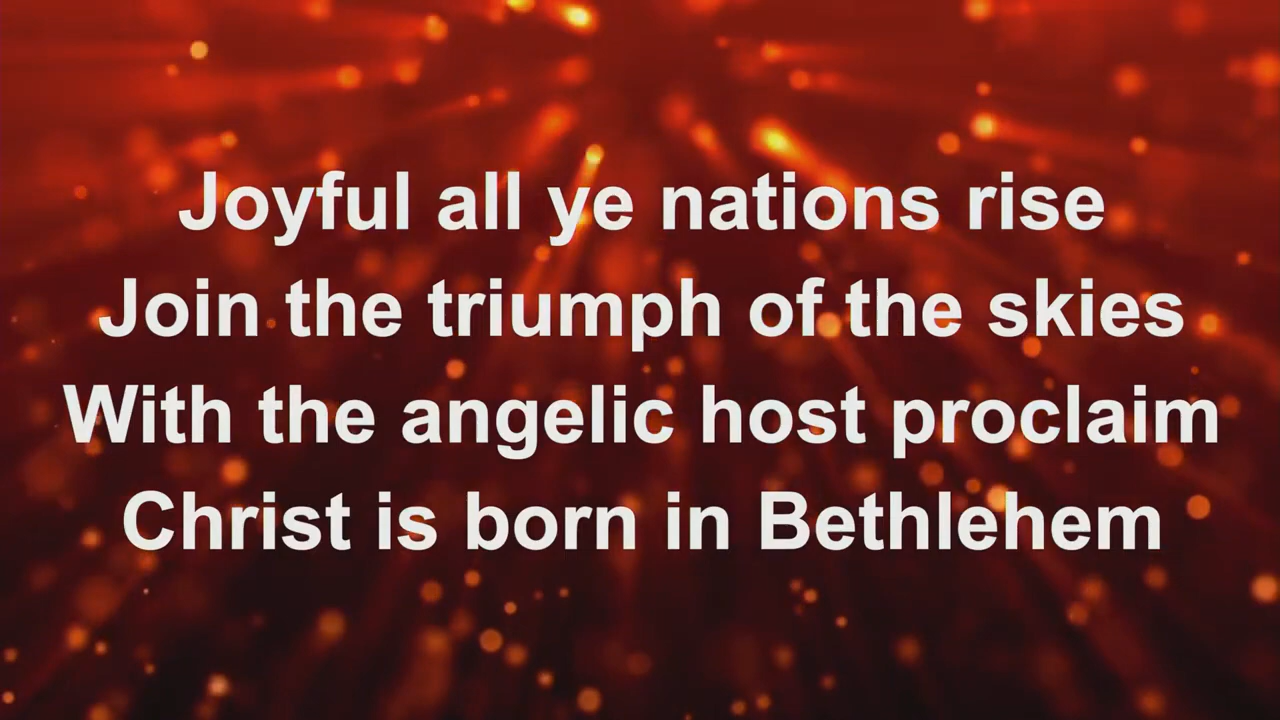 Joyful all ye nations rise
Join the triumph of the skies
With the angelic host proclaim
Christ is born in Bethlehem